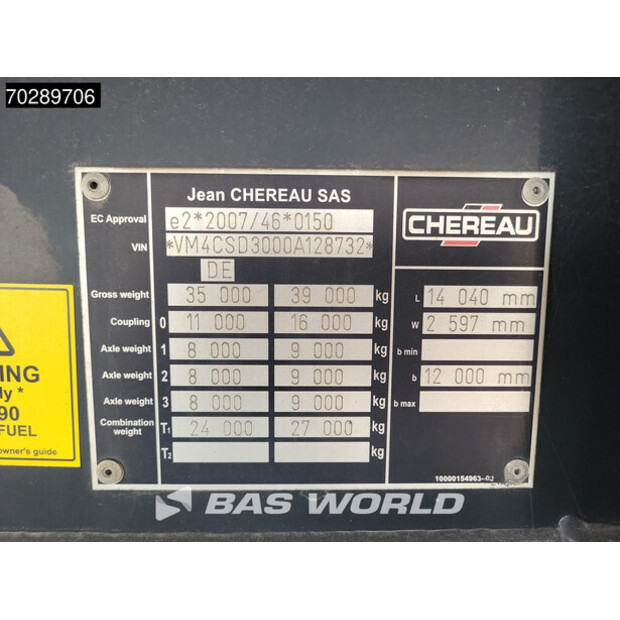 70289706
Jean CHEREAU SAS
EC Approval e2*2007/46*0150
VIN *VM4CSD3000A128732*
DE
Gross weight 35 000 39 000 kg
Coupling 0 11 000 16 000 kg
Axle weight 1 8 000 9 000 kg
Axle weight 2 8 000 9 000 kg
Axle weight 3 8 000 9 000 kg
Combination weight T1 24 000 27 000 kg
T2 kg
CHEREAU
L 14 040 mm
W 2 597 mm
b min
b 12 000 mm
b max
10000154963-02
NG
ly *
90
FUEL
owner's guide
BAS WORLD